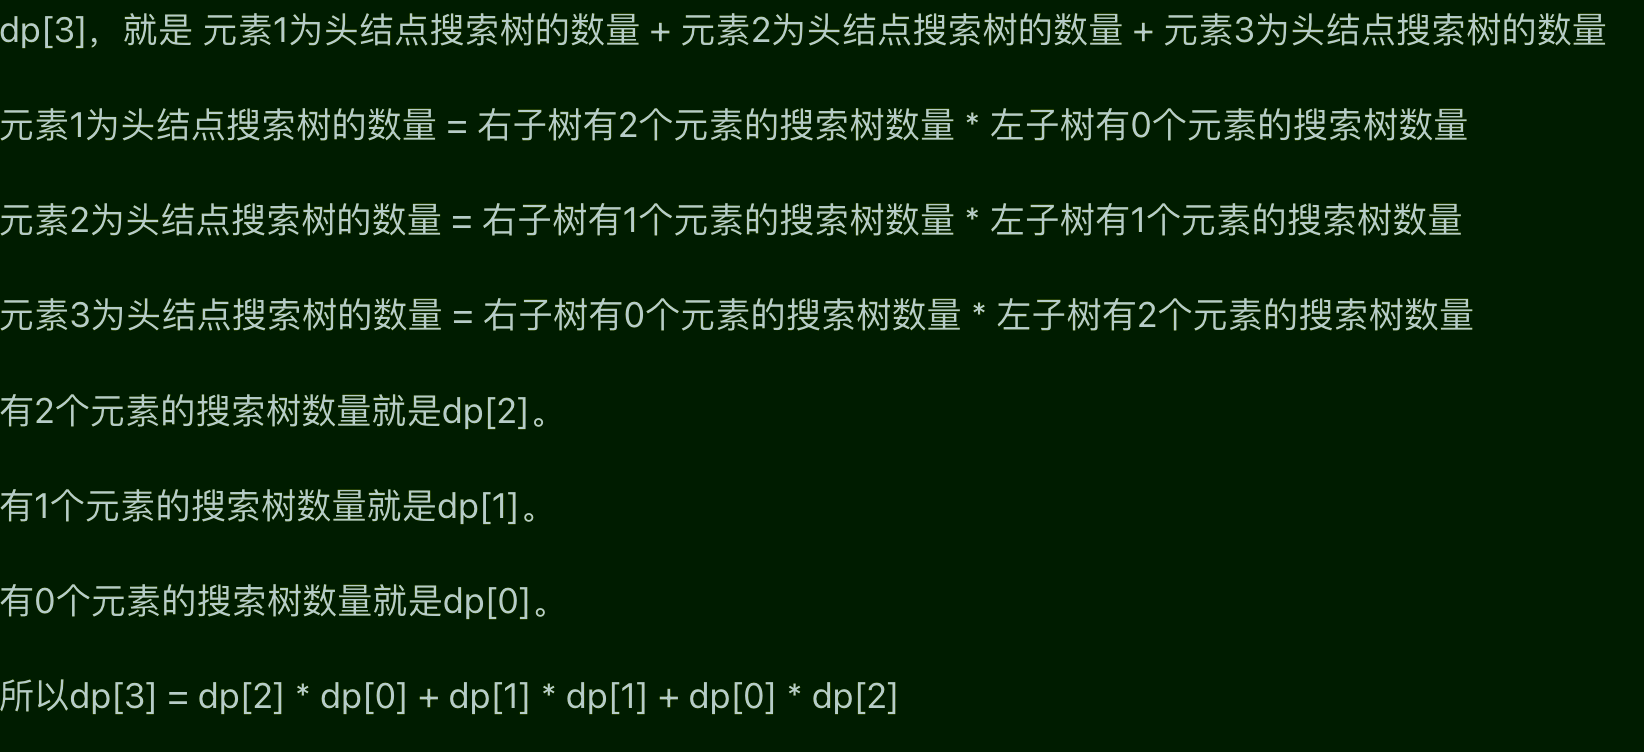 dp[3]，就是 元素1为头结点搜索树的数量 + 元素2为头结点搜索树的数量 + 元素3为头结点搜索树的数量
元素1为头结点搜索树的数量 = 右子树有2个元素的搜索树数量 * 左子树有0个元素的搜索树数量
元素2为头结点搜索树的数量 = 右子树有1个元素的搜索树数量 * 左子树有1个元素的搜索树数量
元素3为头结点搜索树的数量 = 右子树有0个元素的搜索树数量 * 左子树有2个元素的搜索树数量
有2个元素的搜索树数量就是dp[2]。
有1个元素的搜索树数量就是dp[1]。
有0个元素的搜索树数量就是dp[0]。
所以dp[3] = dp[2] * dp[0] + dp[1] * dp[1] + dp[0] * dp[2]